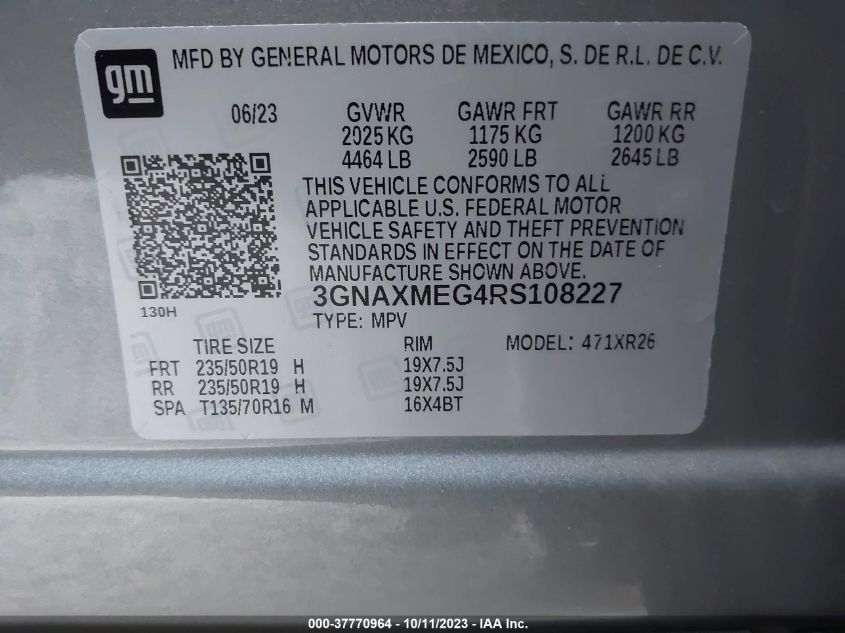 gm
MFD BY GENERAL MOTORS DE MEXICO, S. DE R.L. DE C.V.
06/23 GVWR GAWR FRT GAWR RR
2025 KG 1175 KG 1200 KG
4464 LB 2590 LB 2645 LB
THIS VEHICLE CONFORMS TO ALL
APPLICABLE U.S. FEDERAL MOTOR
VEHICLE SAFETY AND THEFT PREVENTION
STANDARDS IN EFFECT ON THE DATE OF
MANUFACTURE SHOWN ABOVE.
3GNAXMEG4RS108227
130H
TYPE: MPV
TIRE SIZE RIM MODEL: 471XR26
FRT 235/50R19 H 19X7.5J
RR 235/50R19 H 19X7.5J
SPA T135/70R16 M 16X4BT
000-37770964 - 10/11/2023 - IAA Inc.